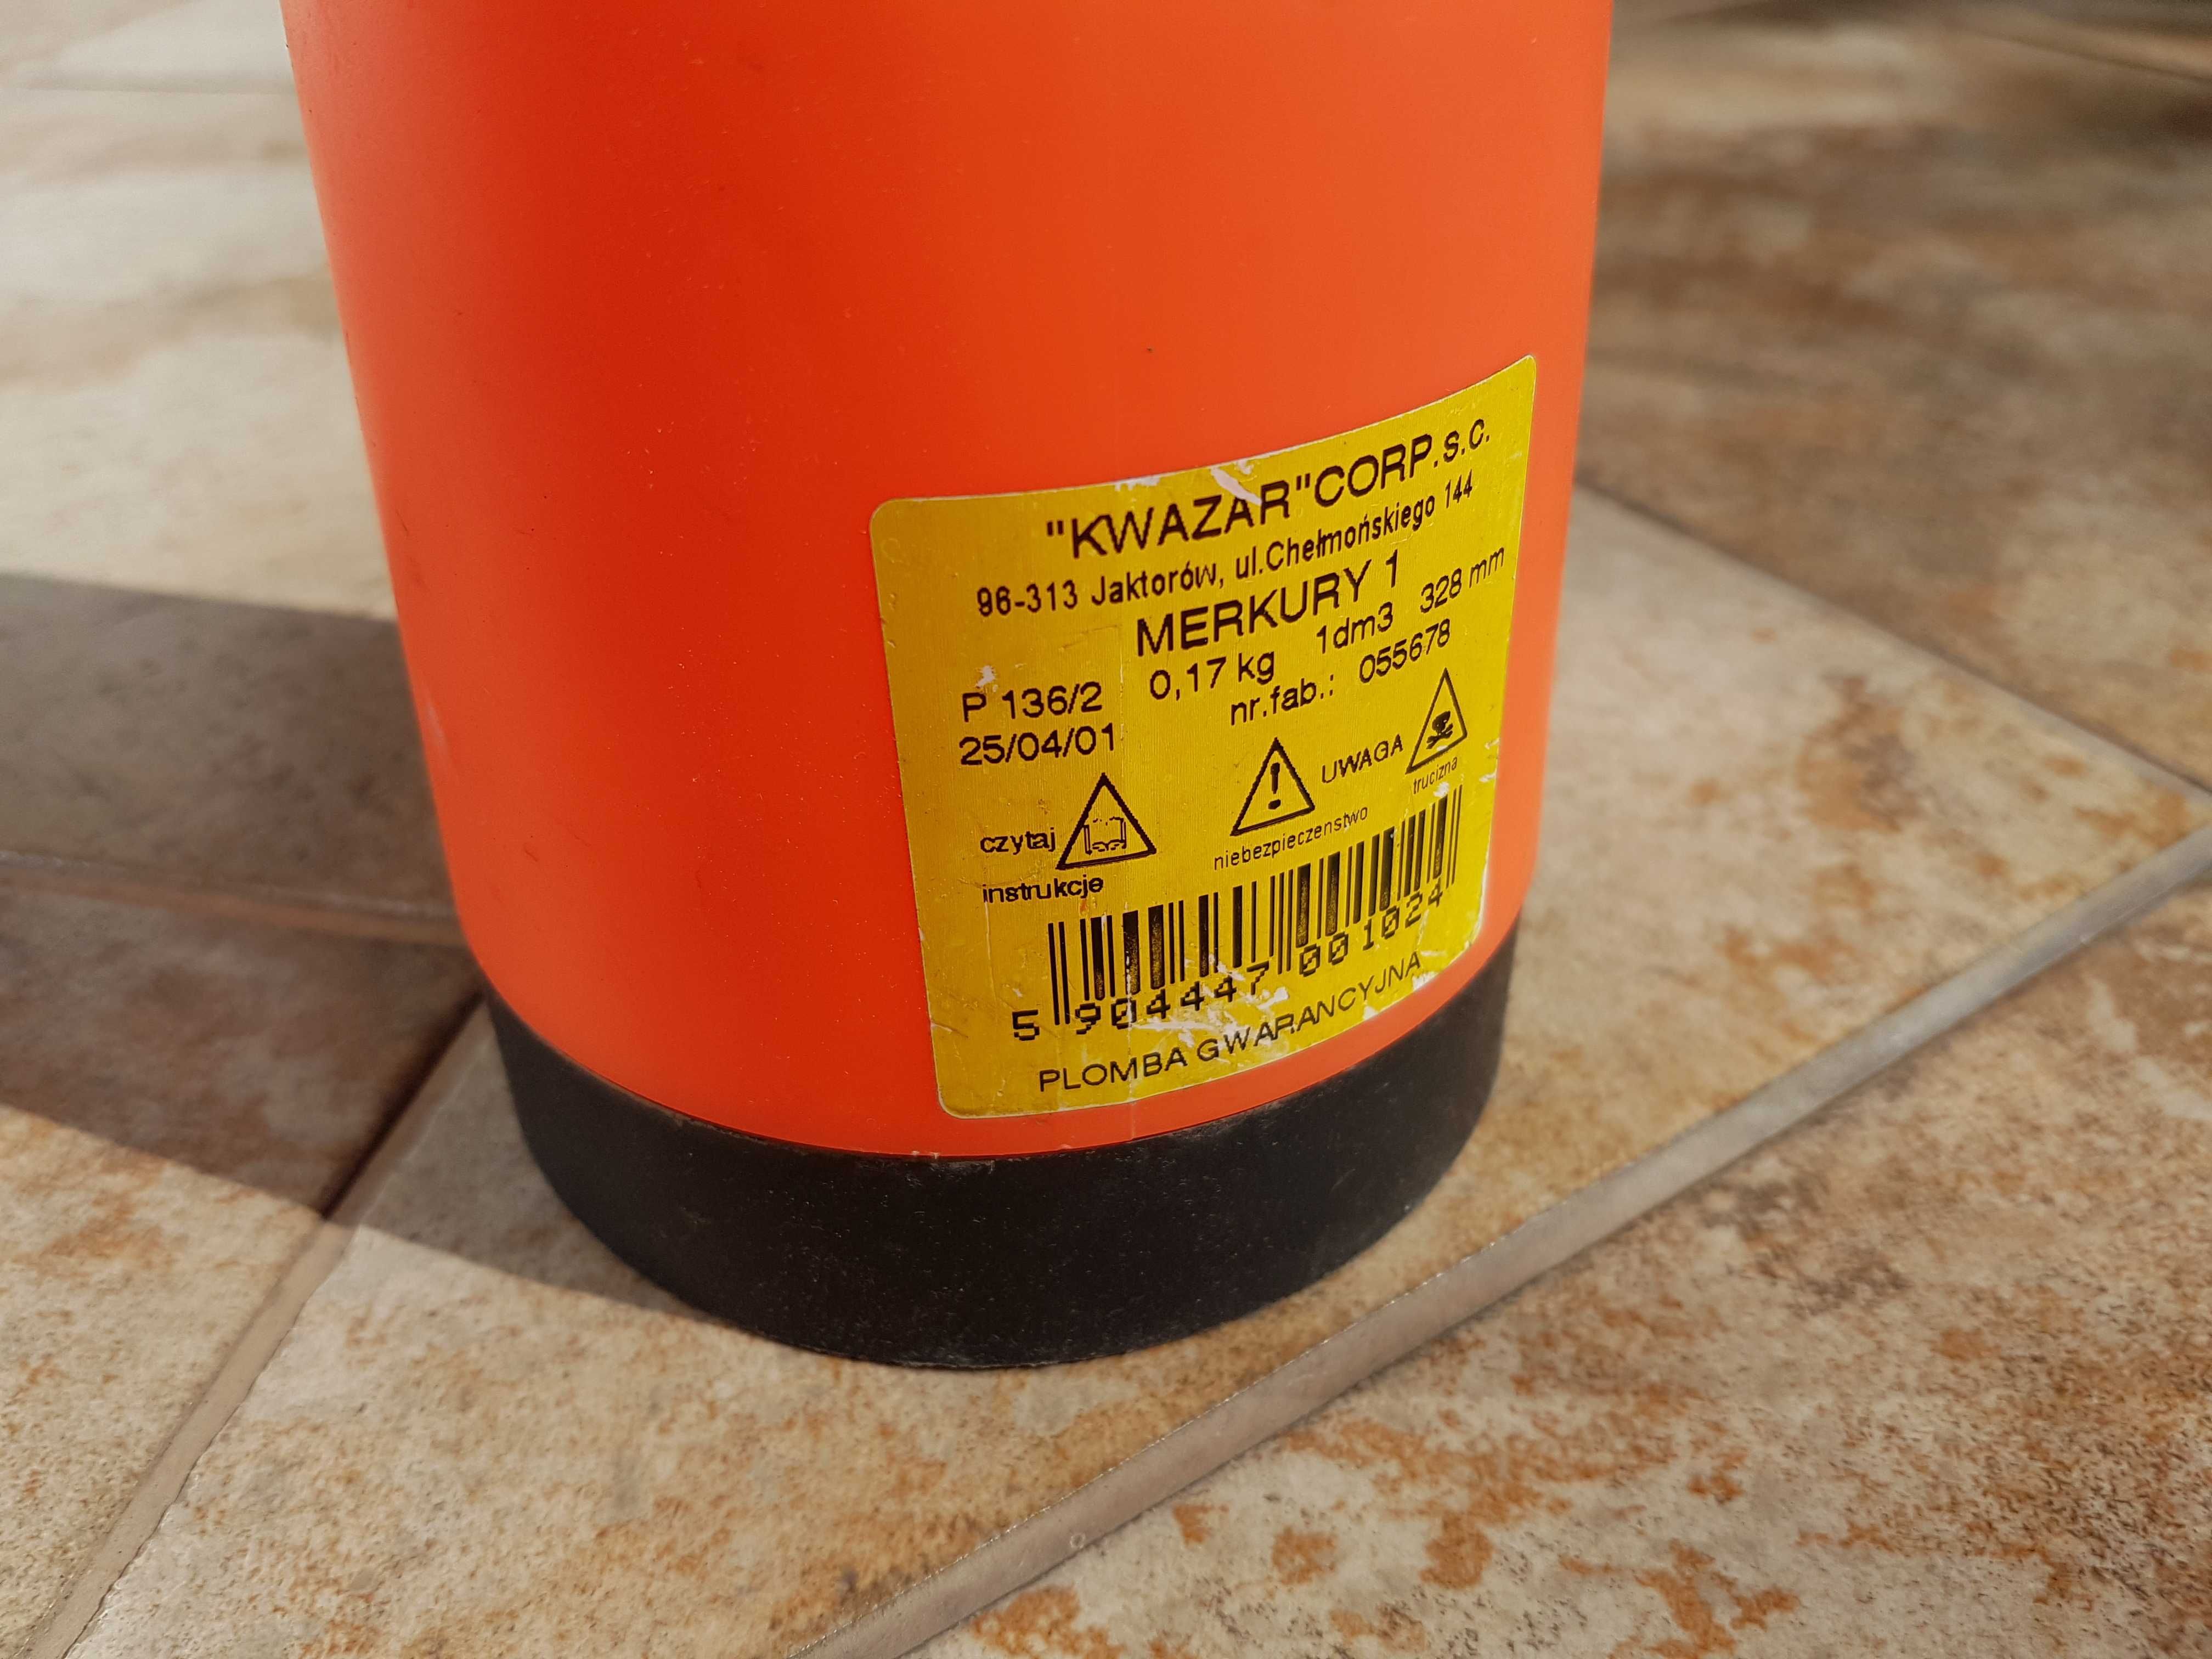 "KWAZAR"CORP.s.c.
96-313 Jaktorów, ul.Chełmońskiego 144
MERKURY 1
P 136/2 0,17 kg 1dm3 328 mm
25/04/01 nr.fab.: 055678
czytaj
instrukcje
UWAGA
niebezpieczenstwo
trucizna
5 904447 001024
PLOMBA GWARANCYJNA